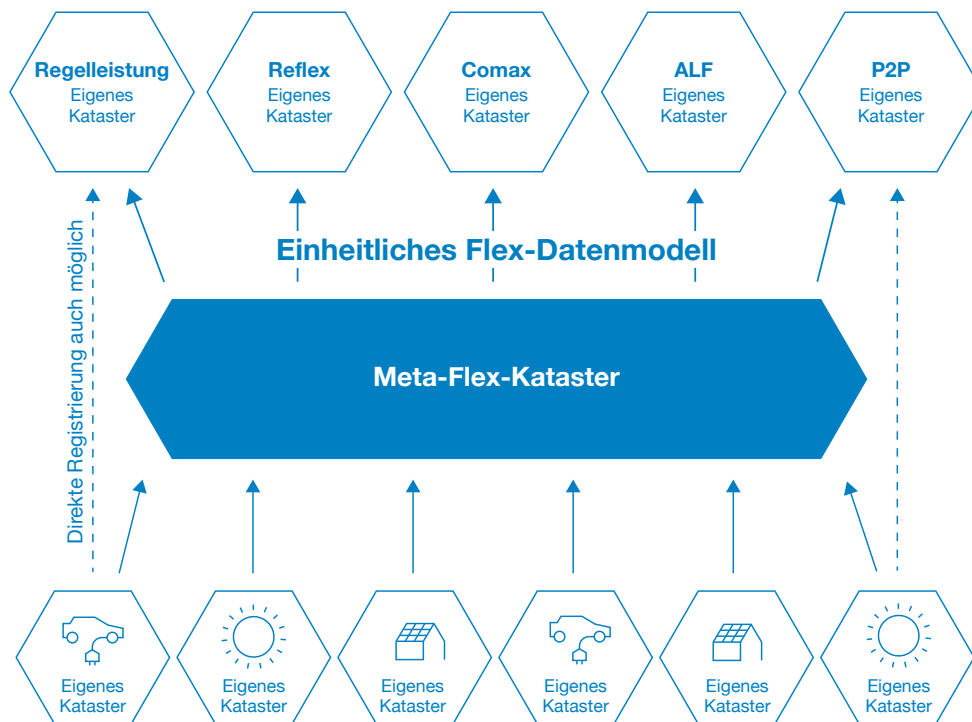 Regelleistung
Eigenes
Kataster
Reflex
Eigenes
Kataster
Comax
Eigenes
Kataster
ALF
Eigenes
Kataster
P2P
Eigenes
Kataster
Direkte Registrierung auch möglich
Einheitliches Flex-Datenmodell
Meta-Flex-Kataster
Eigenes
Kataster
Eigenes
Kataster
Eigenes
Kataster
Eigenes
Kataster
Eigenes
Kataster
Eigenes
Kataster